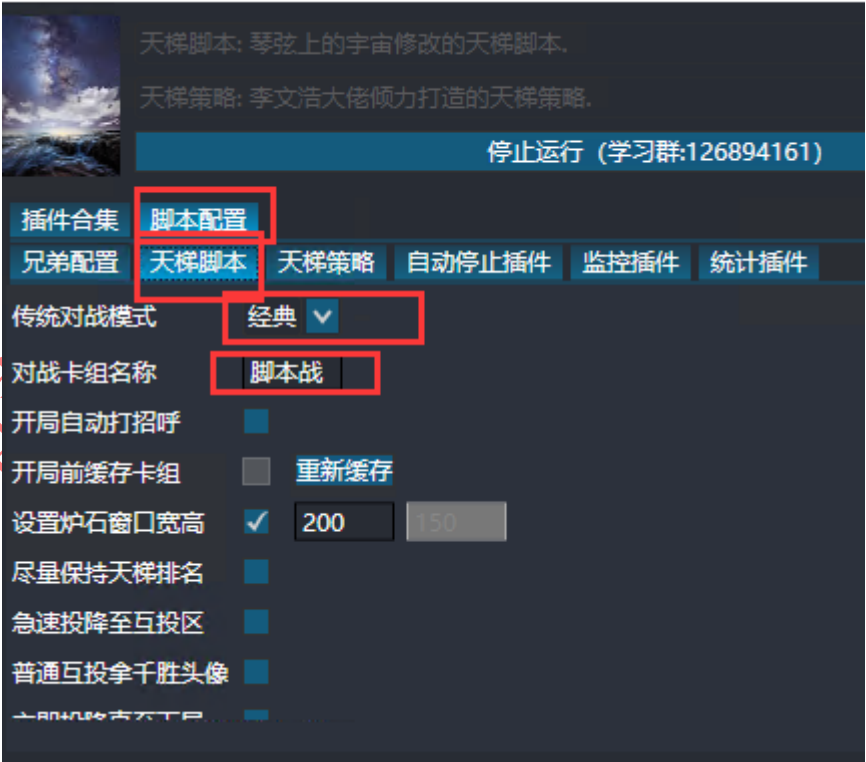 天梯脚本: 琴弦上的宇宙修改的天梯脚本.
天梯策略: 李文浩大佬倾力打造的天梯策略.
停止运行（学习群:126894161）
插件合集 脚本配置
兄弟配置 天梯脚本 天梯策略 自动停止插件 监控插件 统计插件
传统对战模式 经典
对战卡组名称 脚本战
开局自动打招呼
开局前缓存卡组 重新缓存
设置炉石窗口宽高 200 150
尽量保持天梯排名
急速投降至互投区
普通互投拿千胜头像